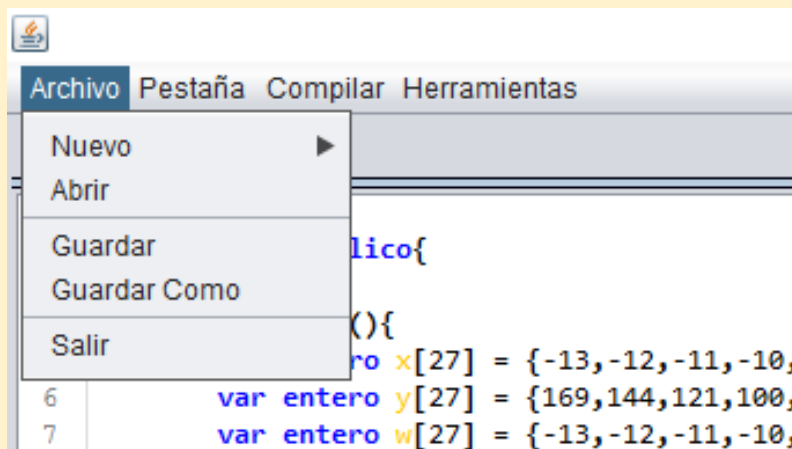 Archivo Pestaña Compilar Herramientas
Nuevo
Abrir
Guardar
lico{
Guardar Como
(){
Salir
ro x[27] = {-13,-12,-11,-10,
6 var entero y[27] = {169,144,121,100,
7 var entero w[27] = {-13,-12,-11,-10,